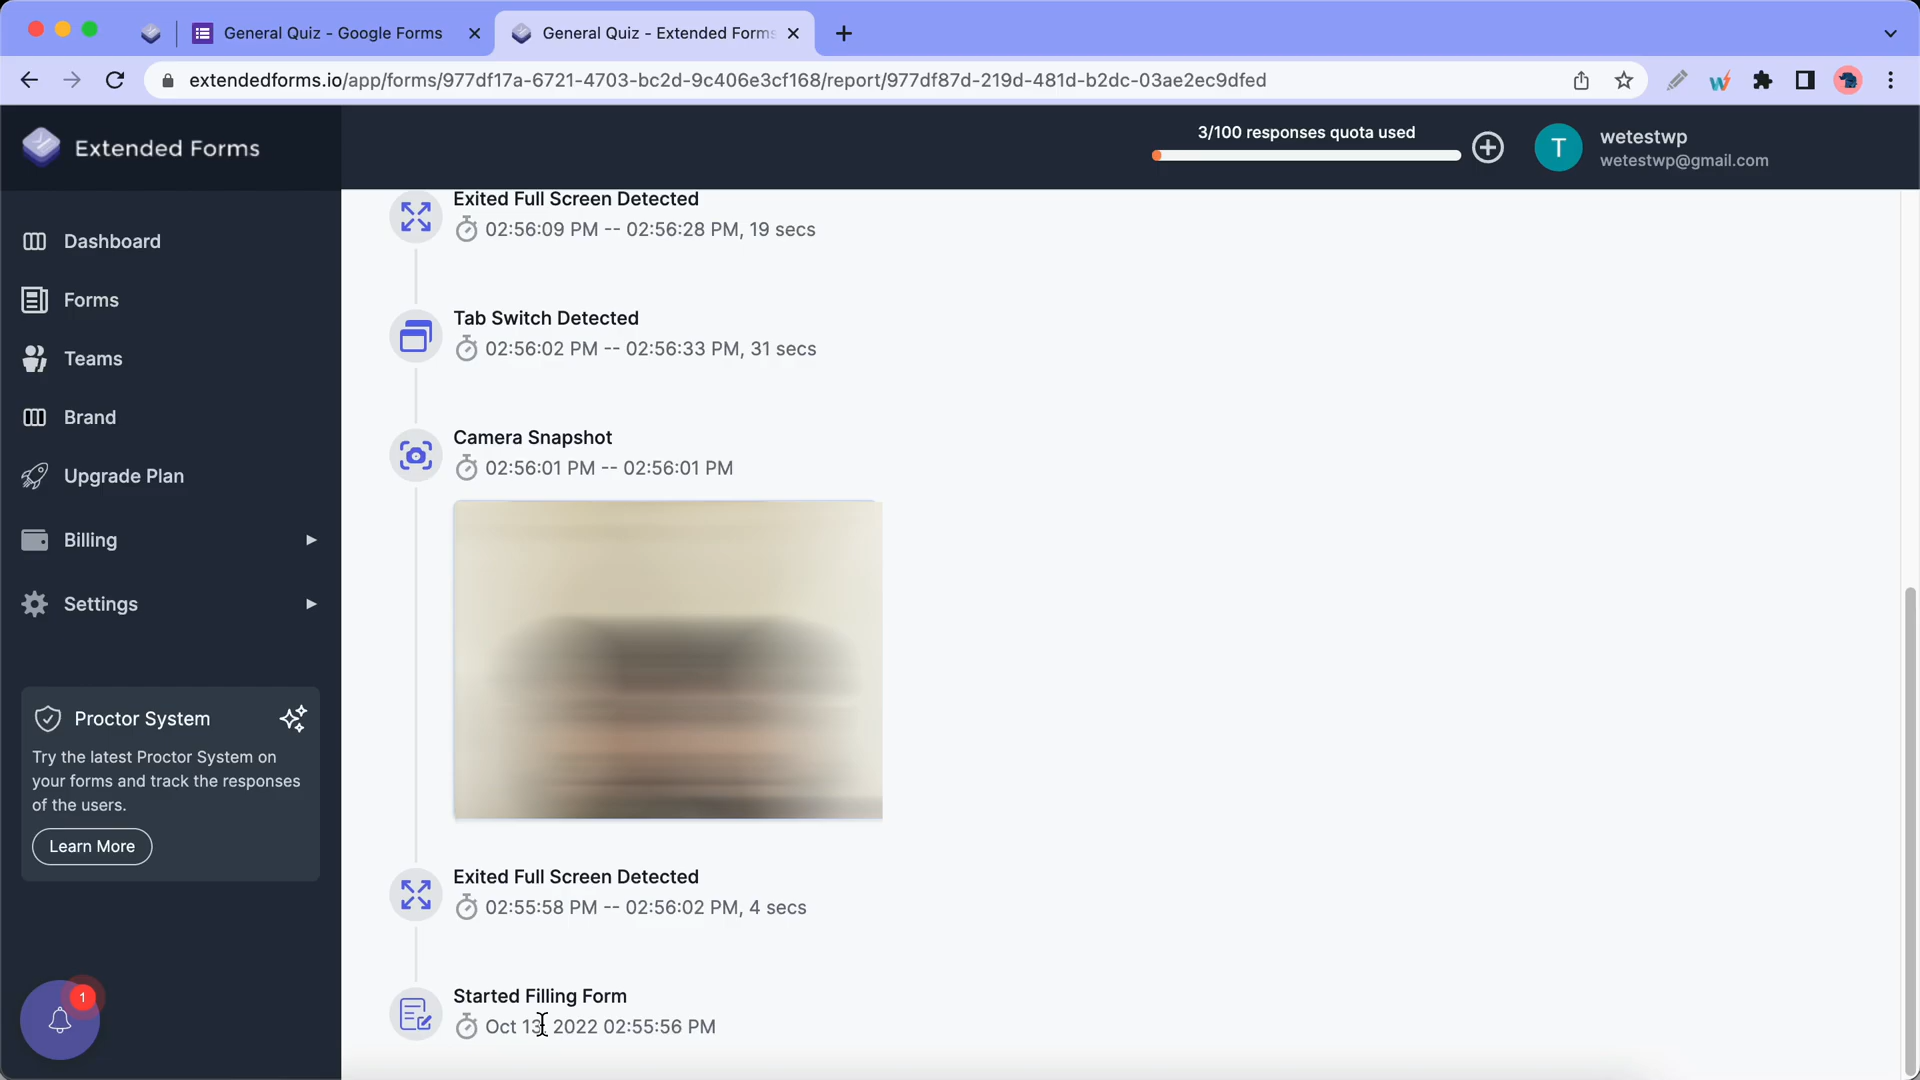 General Quiz - Google Forms
General Quiz - Extended Forms
extendedforms.io/app/forms/977df17a-6721-4703-bc2d-9c406e3cf168/report/977df87d-219d-481d-b2dc-03ae2ec9dfed
Extended Forms
3/100 responses quota used
T
wetestwp
wetestwp@gmail.com
Dashboard
Forms
Teams
Brand
Upgrade Plan
Billing
Settings
Proctor System
Try the latest Proctor System on
your forms and track the responses
of the users.
Learn More
1
Exited Full Screen Detected
02:56:09 PM -- 02:56:28 PM, 19 secs
Tab Switch Detected
02:56:02 PM -- 02:56:33 PM, 31 secs
Camera Snapshot
02:56:01 PM -- 02:56:01 PM
Exited Full Screen Detected
02:55:58 PM -- 02:56:02 PM, 4 secs
Started Filling Form
Oct 13, 2022 02:55:56 PM